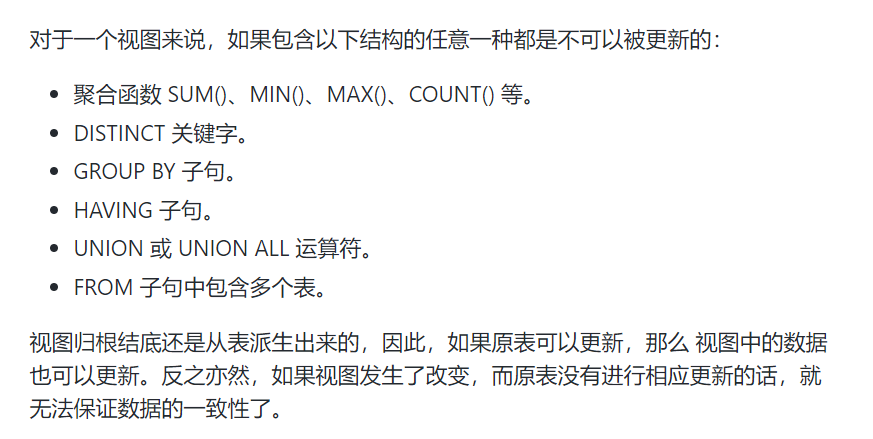 对于一个视图来说，如果包含以下结构的任意一种都是不可以被更新的：
• 聚合函数 SUM()、MIN()、MAX()、COUNT() 等。
• DISTINCT 关键字。
• GROUP BY 子句。
• HAVING 子句。
• UNION 或 UNION ALL 运算符。
• FROM 子句中包含多个表。
视图归根结底还是从表派生出来的，因此，如果原表可以更新，那么 视图中的数据
也可以更新。反之亦然，如果视图发生了改变，而原表没有进行相应更新的话，就
无法保证数据的一致性了。